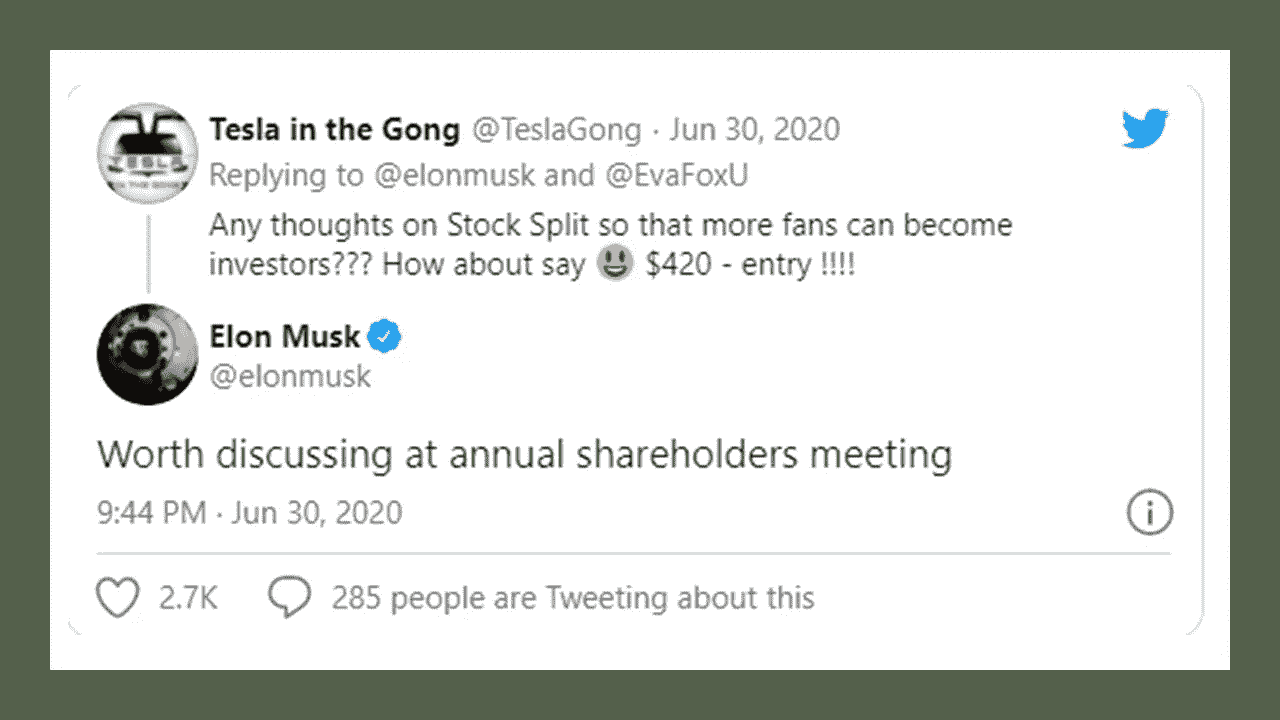 Tesla in the Gong @TeslaGong · Jun 30, 2020
Replying to @elonmusk and @EvaFoxU
Any thoughts on Stock Split so that more fans can become
investors??? How about say 😃 $420 - entry !!!!
Elon Musk
@elonmusk
Worth discussing at annual shareholders meeting
9:44 PM · Jun 30, 2020
2.7K 285 people are Tweeting about this